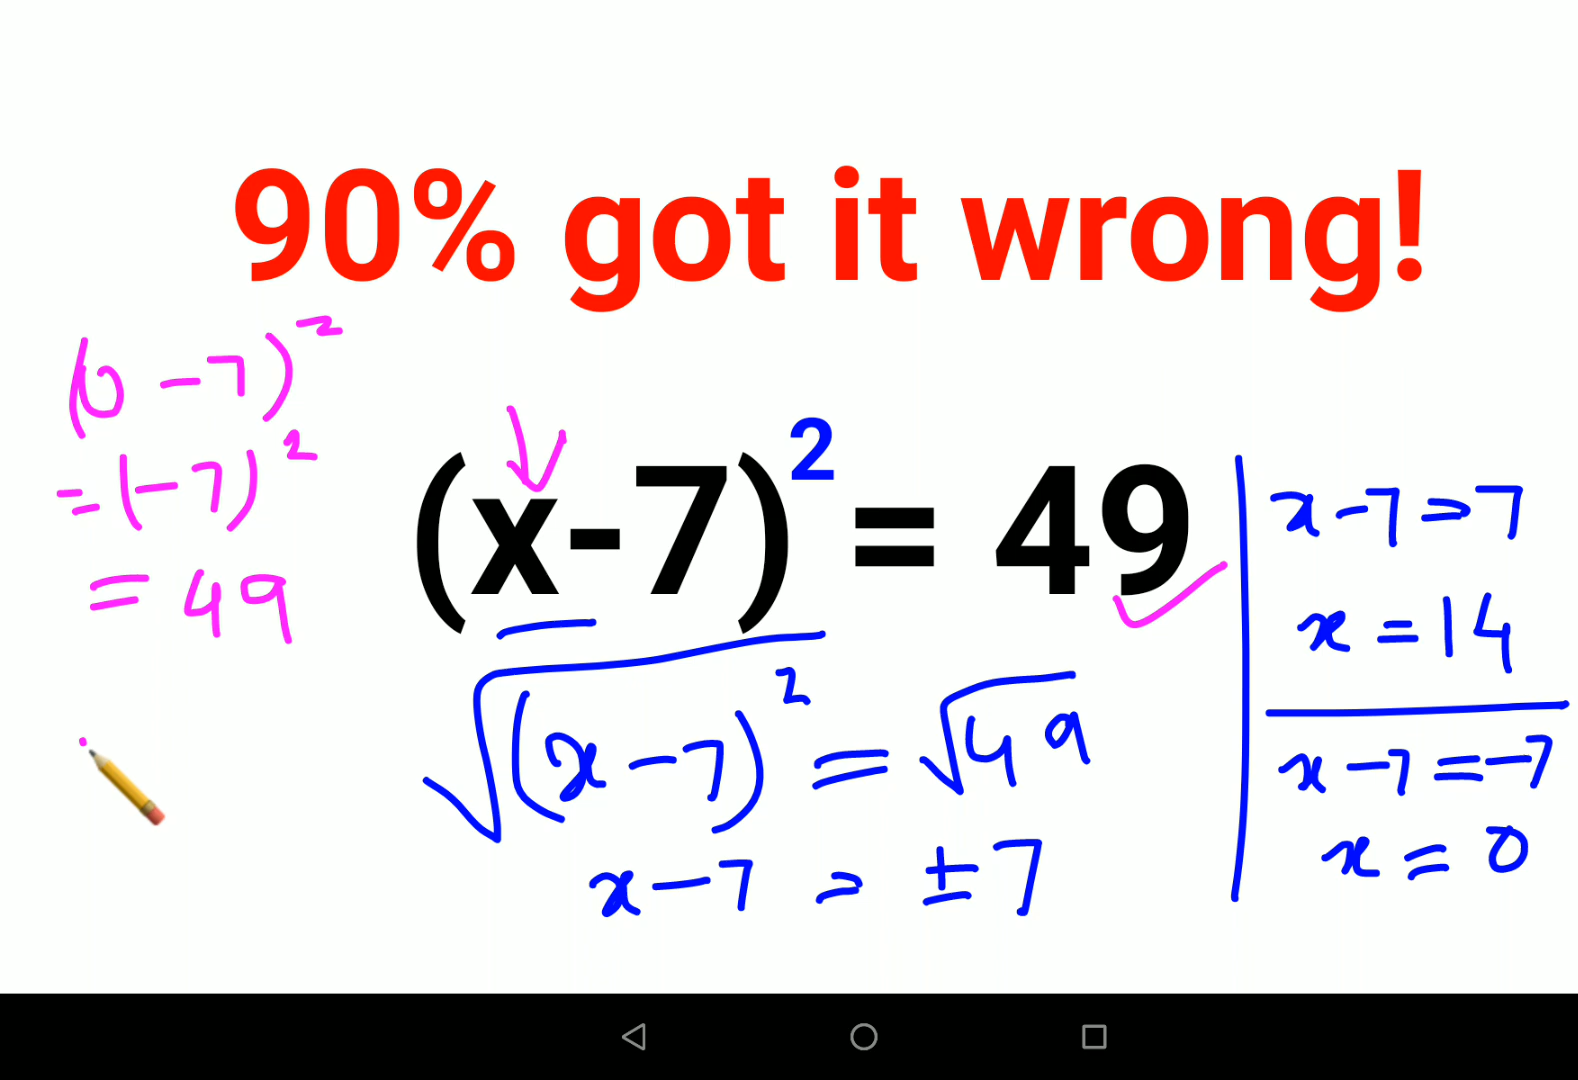 90% got it wrong!
(0-7)²
=(-7)²
=49
(x-7)² = 49
√(x-7)² = √49
x-7 = ±7
x-7=7
x=14
x-7=-7
x=0